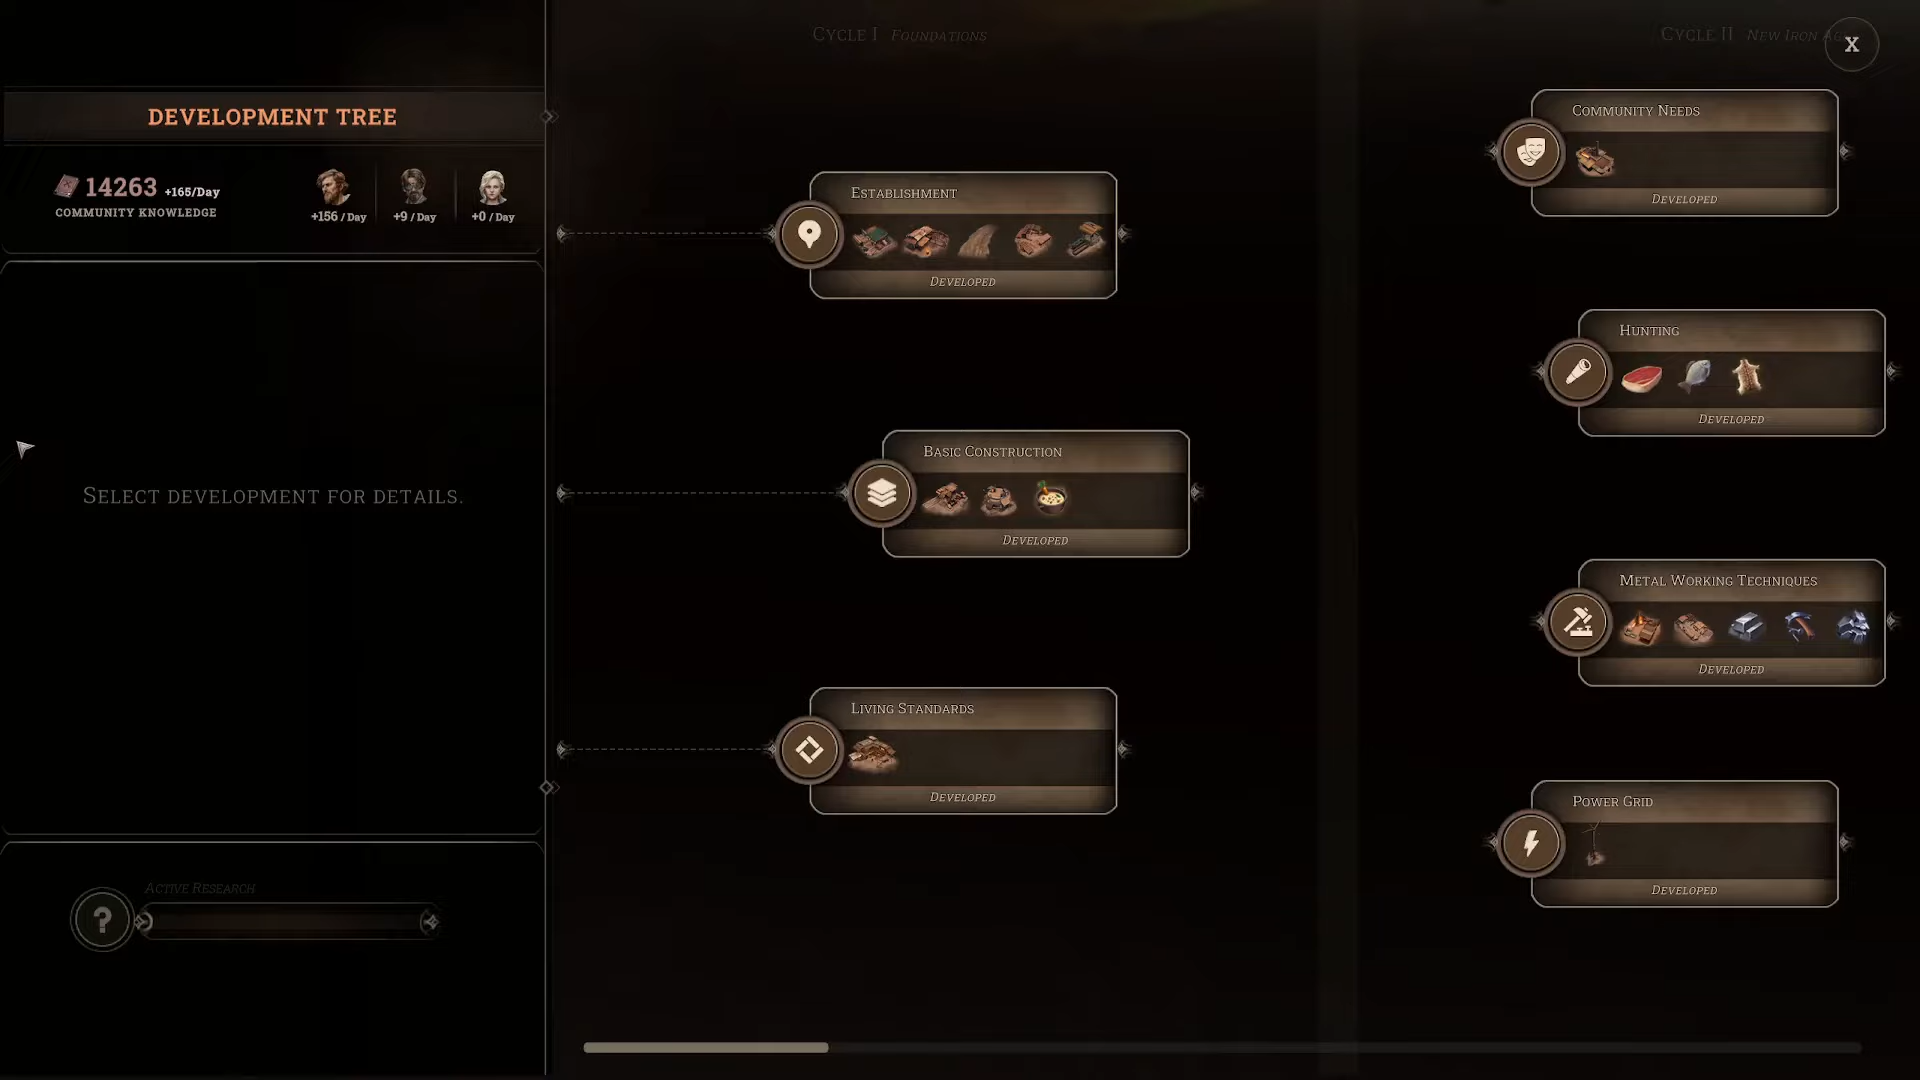 Cycle I Foundations
Cycle II New Iron Age
X
DEVELOPMENT TREE
14263 +165/Day
COMMUNITY KNOWLEDGE
+156 / Day
+9 / Day
+0 / Day
Select development for details.
Active Research
?
Establishment
Developed
Basic Construction
Developed
Living Standards
Developed
Community Needs
Developed
Hunting
Developed
Metal Working Techniques
Developed
Power Grid
Developed